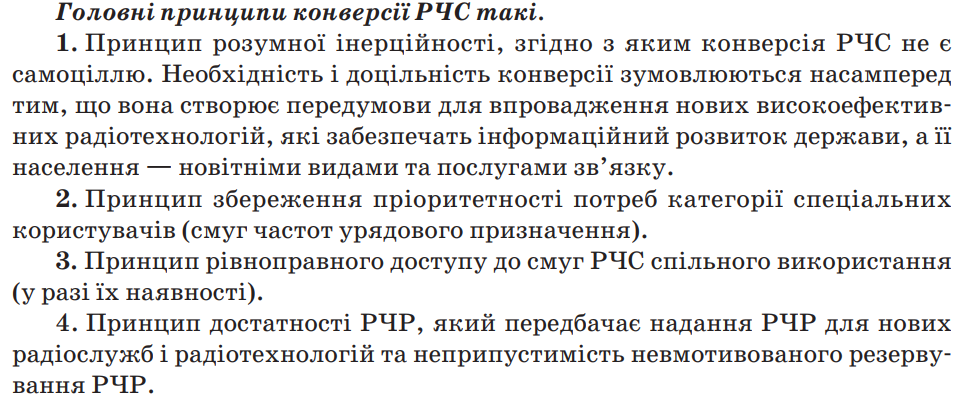 Головні принципи конверсії РЧС такі.
1. Принцип розумної інерційності, згідно з яким конверсія РЧС не є
самоціллю. Необхідність і доцільність конверсії зумовлюються насамперед
тим, що вона створює передумови для впровадження нових високоефектив-
них радіотехнологій, які забезпечать інформаційний розвиток держави, а її
населення — новітніми видами та послугами зв’язку.
2. Принцип збереження пріоритетності потреб категорії спеціальних
користувачів (смуг частот урядового призначення).
3. Принцип рівноправного доступу до смуг РЧС спільного використання
(у разі їх наявності).
4. Принцип достатності РЧР, який передбачає надання РЧР для нових
радіослужб і радіотехнологій та неприпустимість невмотивованого резерву-
вання РЧР.